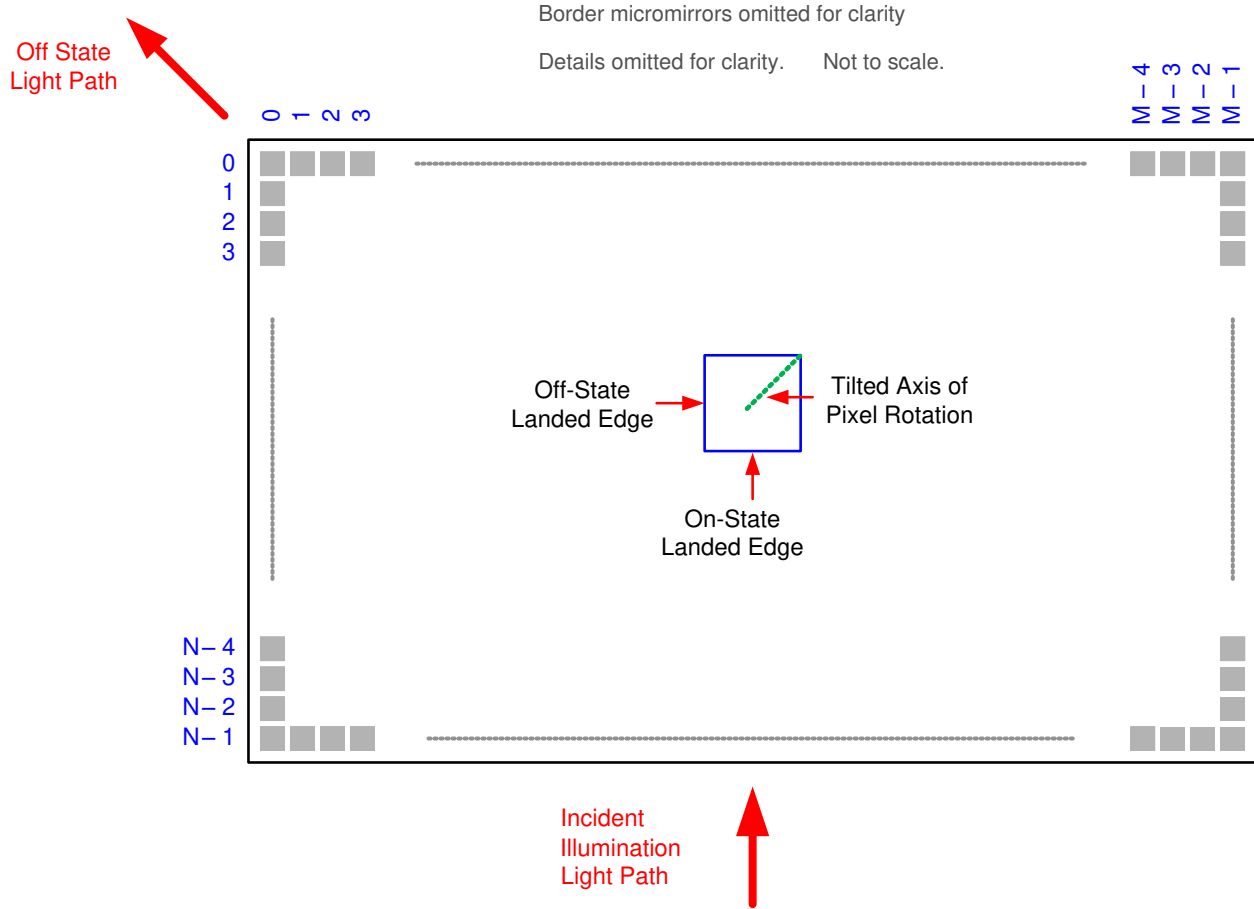 Border micromirrors omitted for clarity
Details omitted for clarity. Not to scale.
Off State
Light Path
0
1
2
3
M – 4
M – 3
M – 2
M – 1
0
1
2
3
Off-State
Landed Edge
Tilted Axis of
Pixel Rotation
On-State
Landed Edge
N – 4
N – 3
N – 2
N – 1
Incident
Illumination
Light Path